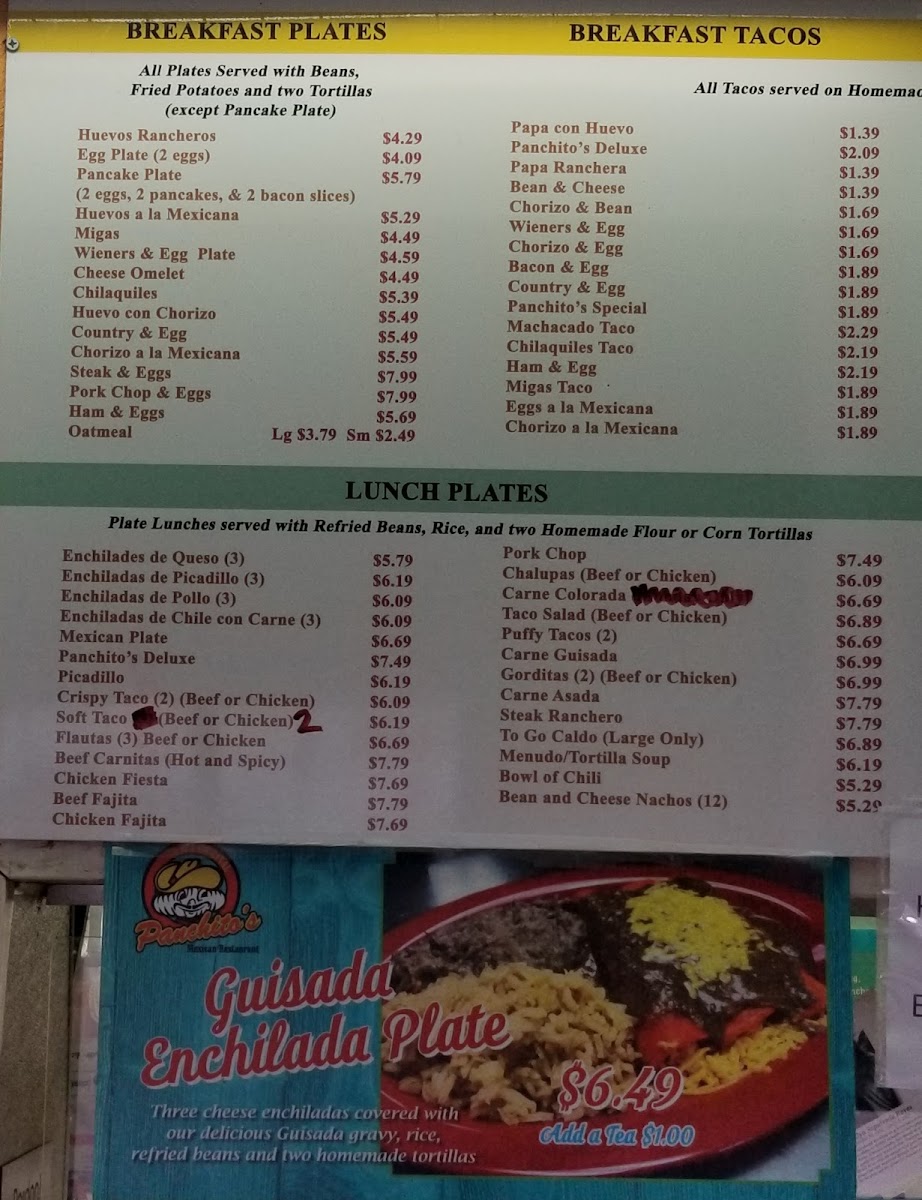 BREAKFAST PLATES
All Plates Served with Beans,
Fried Potatoes and two Tortillas
(except Pancake Plate)
Huevos Rancheros $4.29
Egg Plate (2 eggs) $4.09
Pancake Plate $5.79
(2 eggs, 2 pancakes, & 2 bacon slices)
Huevos a la Mexicana $5.29
Migas $4.49
Wieners & Egg Plate $4.59
Cheese Omelet $4.49
Chilaquiles $5.39
Huevo con Chorizo $5.49
Country & Egg $5.49
Chorizo a la Mexicana $5.59
Steak & Eggs $7.99
Pork Chop & Eggs $7.99
Ham & Eggs $5.69
Oatmeal Lg $3.79 Sm $2.49
BREAKFAST TACOS
All Tacos served on Homemad
Papa con Huevo $1.39
Panchito's Deluxe $2.09
Papa Ranchera $1.39
Bean & Cheese $1.39
Chorizo & Bean $1.69
Wieners & Egg $1.69
Chorizo & Egg $1.69
Bacon & Egg $1.89
Country & Egg $1.89
Panchito's Special $1.89
Machacado Taco $2.29
Chilaquiles Taco $2.19
Ham & Egg $2.19
Migas Taco $1.89
Eggs a la Mexicana $1.89
Chorizo a la Mexicana $1.89
LUNCH PLATES
Plate Lunches served with Refried Beans, Rice, and two Homemade Flour or Corn Tortillas
Enchilades de Queso (3) $5.79
Enchiladas de Picadillo (3) $6.19
Enchiladas de Pollo (3) $6.09
Enchiladas de Chile con Carne (3) $6.09
Mexican Plate $6.69
Panchito's Deluxe $7.49
Picadillo $6.19
Crispy Taco (2) (Beef or Chicken) $6.09
Soft Taco (Beef or Chicken) 2 $6.19
Flautas (3) Beef or Chicken $6.69
Beef Carnitas (Hot and Spicy) $7.79
Chicken Fiesta $7.69
Beef Fajita $7.79
Chicken Fajita $7.69
Pork Chop $7.49
Chalupas (Beef or Chicken) $6.09
Carne Colorada $6.69
Taco Salad (Beef or Chicken) $6.89
Puffy Tacos (2) $6.69
Carne Guisada $6.99
Gorditas (2) (Beef or Chicken) $6.99
Carne Asada $7.79
Steak Ranchero $7.79
To Go Caldo (Large Only) $6.89
Menudo/Tortilla Soup $6.19
Bowl of Chili $5.29
Bean and Cheese Nachos (12) $5.29
Panchito's
Mexican Restaurant
Guisada
Enchilada Plate
$6.49
Add a Tea $1.00
Three cheese enchiladas covered with
our delicious Guisada gravy, rice,
refried beans and two homemade tortillas